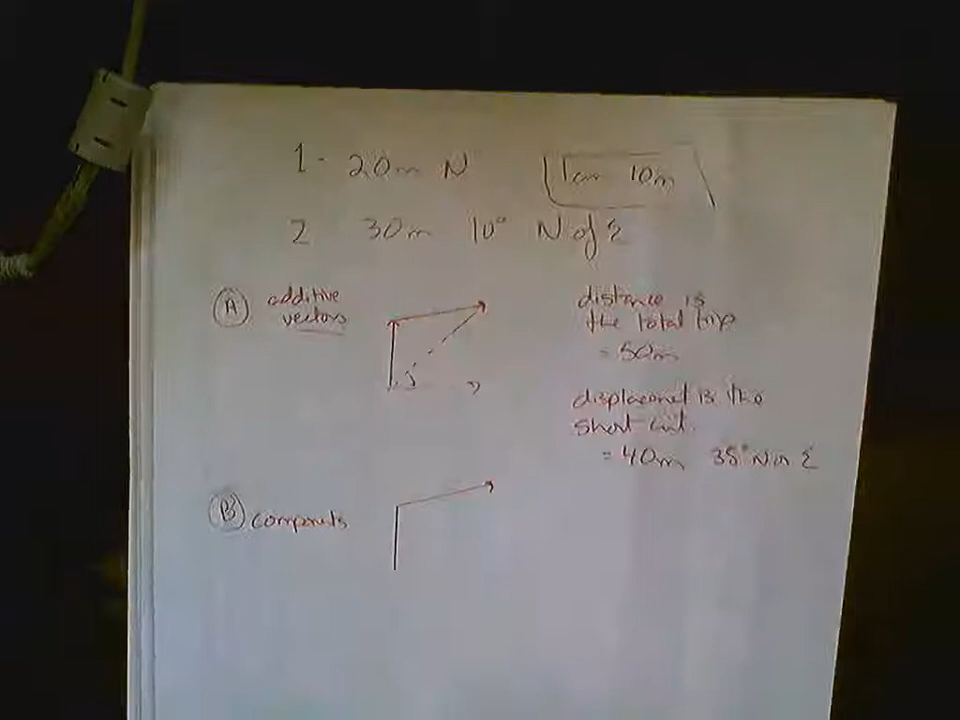 1- 20m N
1cm 10m
2 30m 10° N of E
A additive
vectors
distance is
the total trip
= 50m
displacement is the
short cut.
= 40m 38° N of E
B components